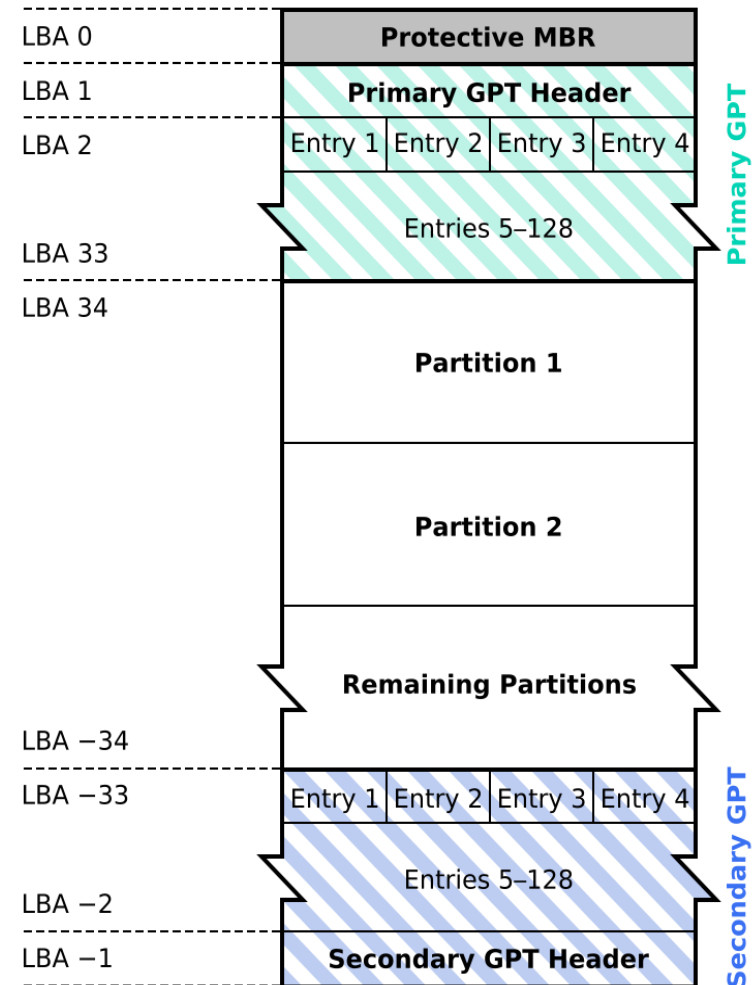 LBA 0
Protective MBR
LBA 1
Primary GPT Header
LBA 2
Entry 1 Entry 2 Entry 3 Entry 4
Entries 5–128
LBA 33
Primary GPT
LBA 34
Partition 1
Partition 2
Remaining Partitions
LBA −34
LBA −33
Entry 1 Entry 2 Entry 3 Entry 4
Entries 5–128
LBA −2
LBA −1
Secondary GPT Header
Secondary GPT